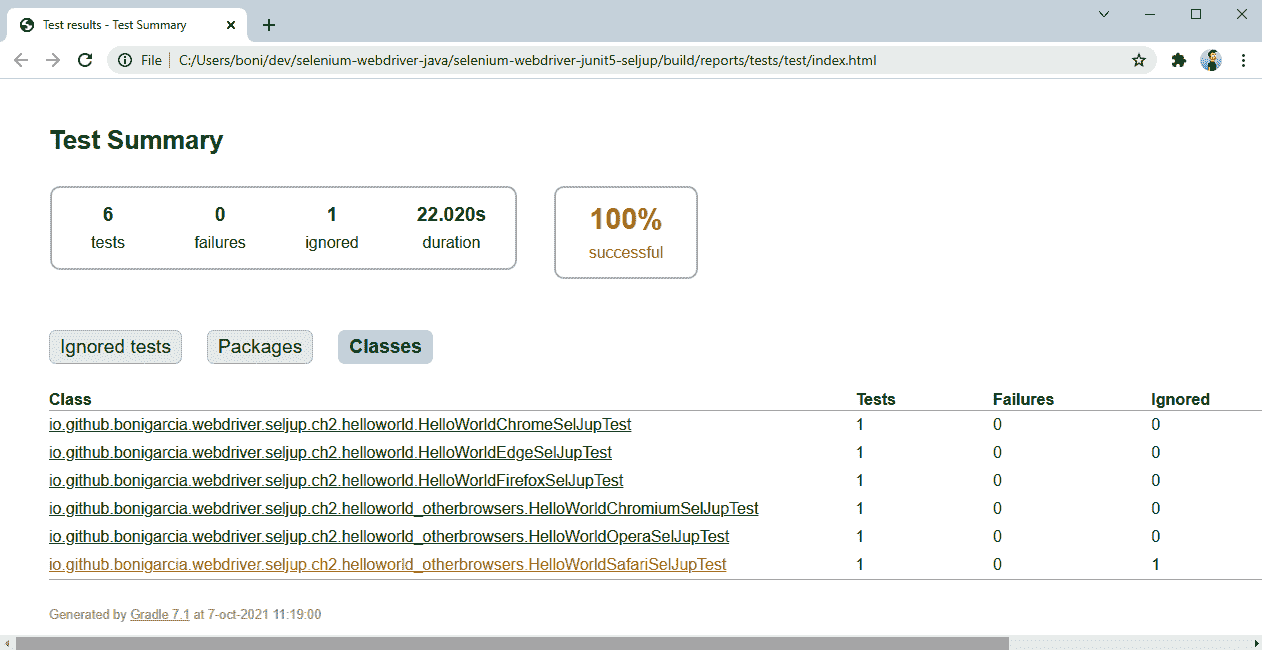 Test results - Test Summary
File C:/Users/boni/dev/selenium-webdriver-java/selenium-webdriver-junit5-seljup/build/reports/tests/test/index.html
Test Summary
6 0 1 22.020s
tests failures ignored duration
100%
successful
Ignored tests Packages Classes
Class Tests Failures Ignored
io.github.bonigarcia.webdriver.seljup.ch2.helloworld.HelloWorldChromeSelJupTest 1 0 0
io.github.bonigarcia.webdriver.seljup.ch2.helloworld.HelloWorldEdgeSelJupTest 1 0 0
io.github.bonigarcia.webdriver.seljup.ch2.helloworld.HelloWorldFirefoxSelJupTest 1 0 0
io.github.bonigarcia.webdriver.seljup.ch2.helloworld_otherbrowsers.HelloWorldChromiumSelJupTest 1 0 0
io.github.bonigarcia.webdriver.seljup.ch2.helloworld_otherbrowsers.HelloWorldOperaSelJupTest 1 0 0
io.github.bonigarcia.webdriver.seljup.ch2.helloworld_otherbrowsers.HelloWorldSafariSelJupTest 1 0 1
Generated by Gradle 7.1 at 7-oct-2021 11:19:00